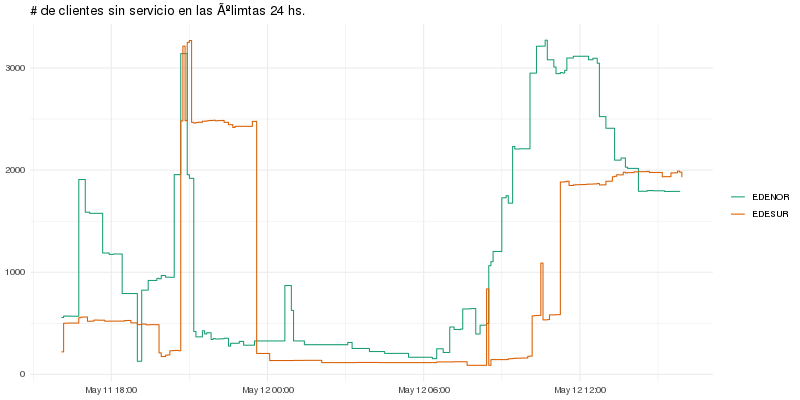 # de clientes sin servicio en las Ãºlimtas 24 hs.
3000
2000
1000
0
May 11 18:00
May 12 00:00
May 12 06:00
May 12 12:00
EDENOR
EDESUR